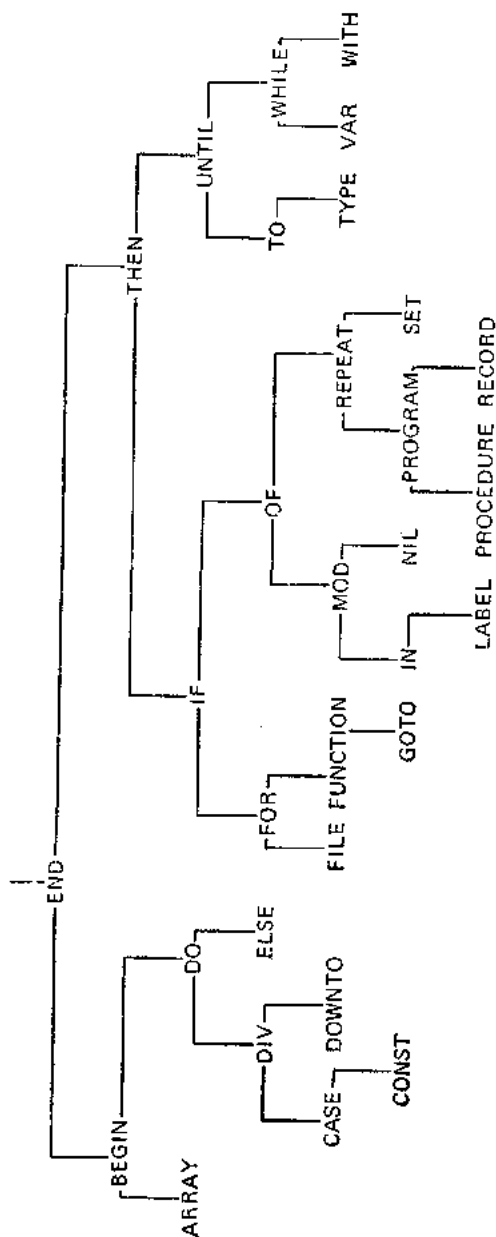 END
BEGIN THEN
ARRAY DO IF UNTIL
DIV ELSE FOR OF TO WHILE
CASE DOWNTO FILE FUNCTION MOD REPEAT TYPE VAR WITH
CONST GOTO IN NIL PROGRAM SET
LABEL PROCEDURE RECORD